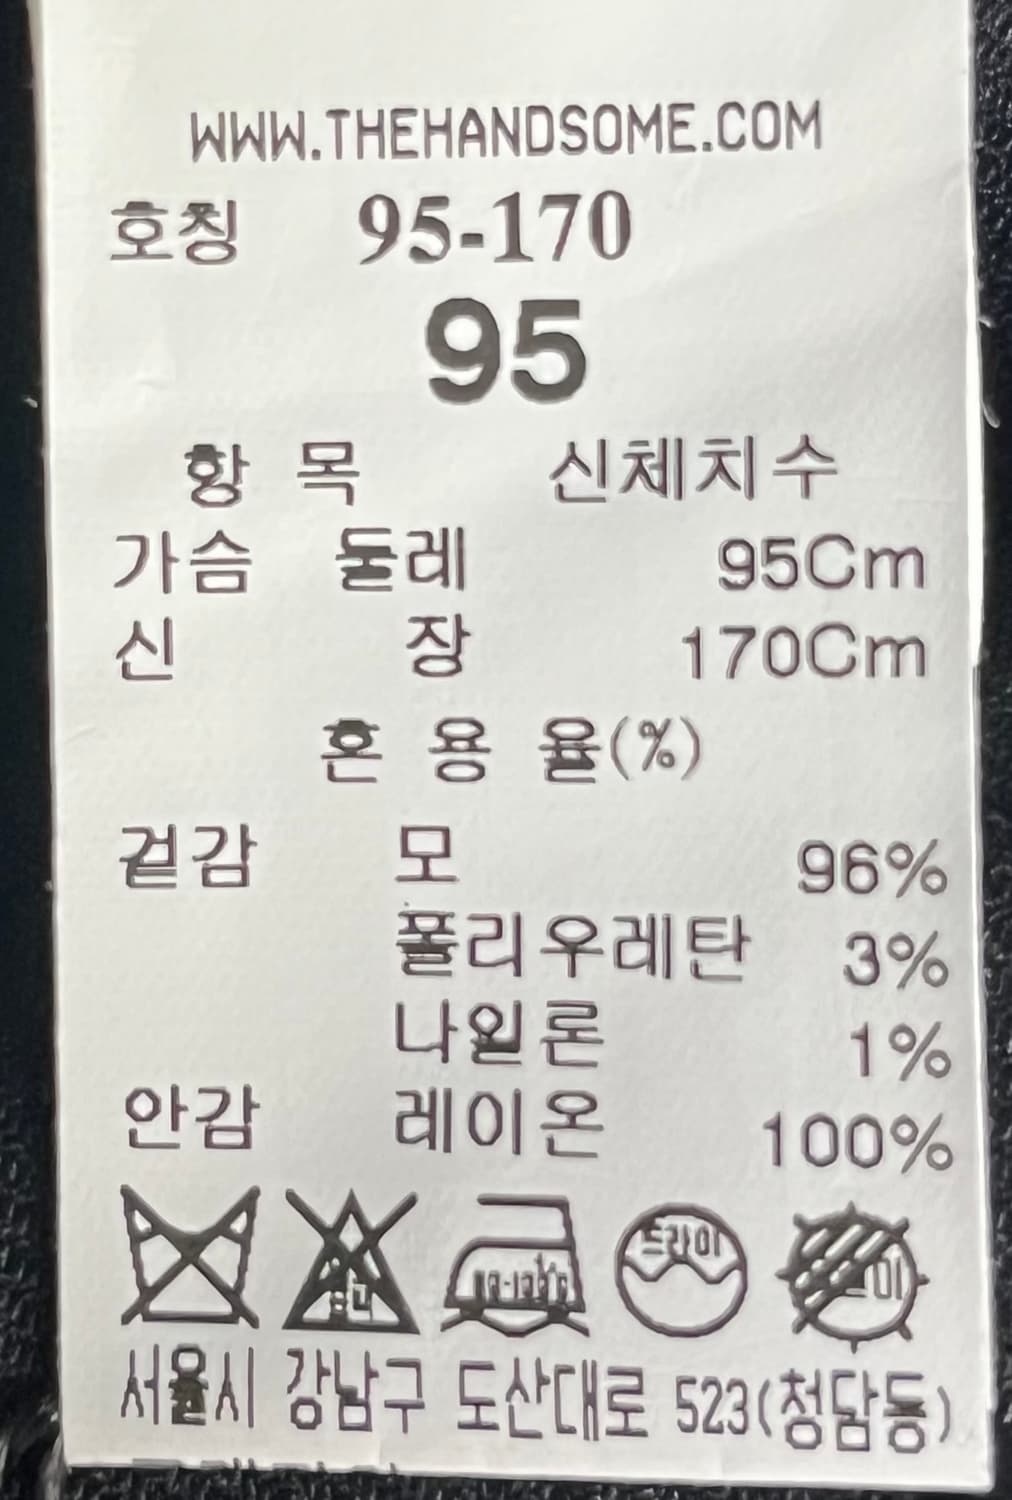 WWW.THEHANDSOME.COM
호칭 95-170
95
항 목 신체치수
가슴 둘레 95Cm
신 장 170Cm
혼 용 율(%)
겉감 모 96%
폴리우레탄 3%
나일론 1%
안감 레이온 100%
드라이
서울시 강남구 도산대로 523(청담동)